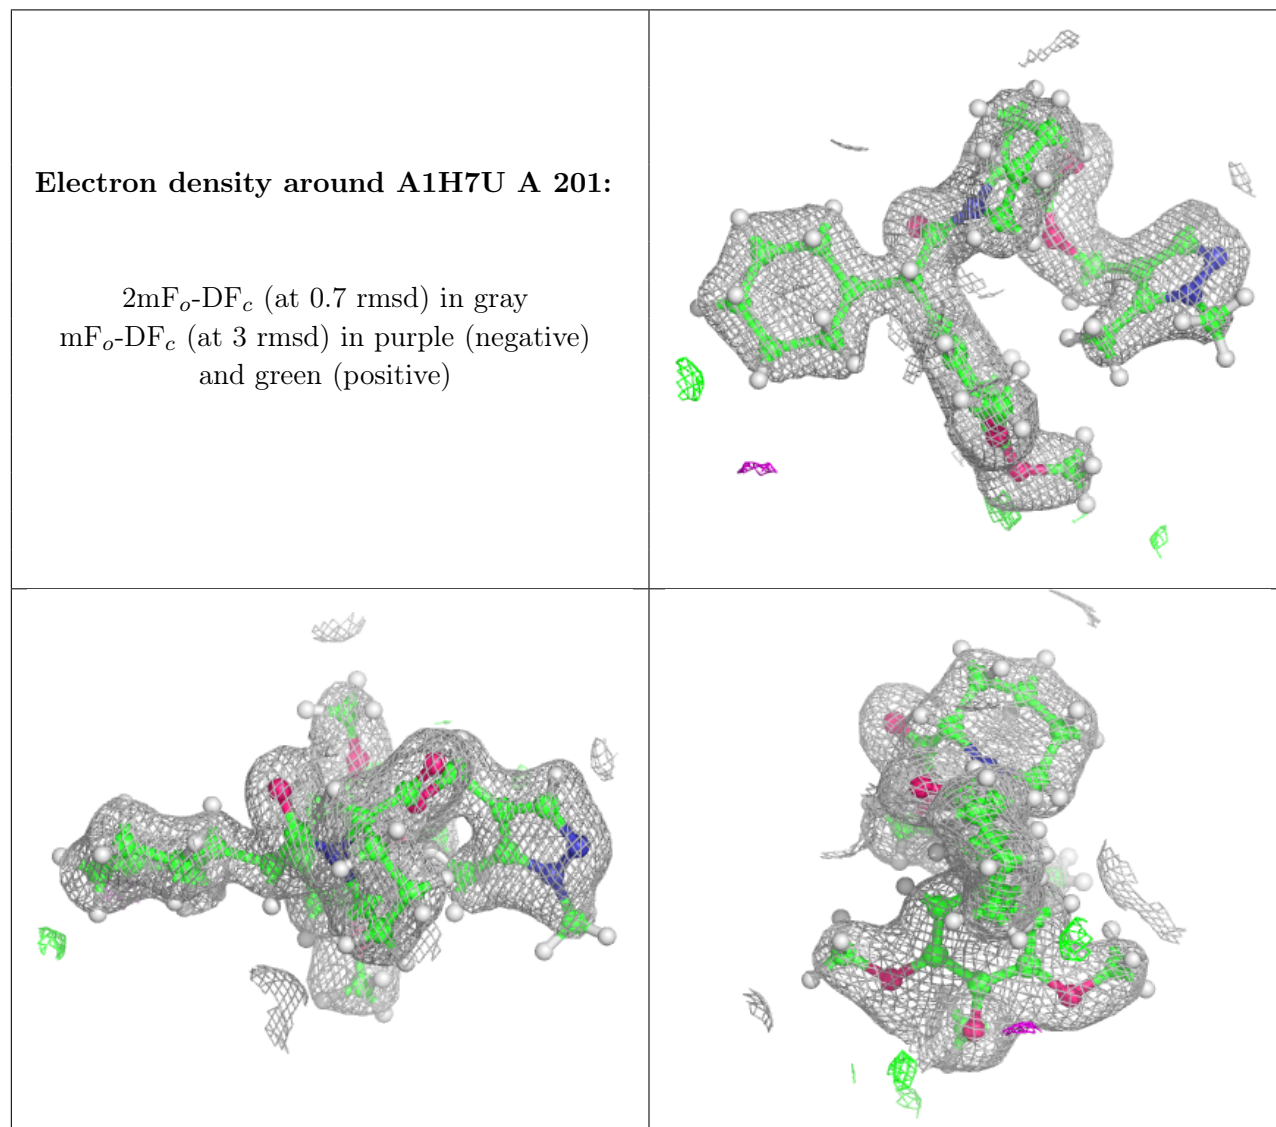 Electron density around A1H7U A 201:
2mFₒ-DF𝒸 (at 0.7 rmsd) in gray
mFₒ-DF𝒸 (at 3 rmsd) in purple (negative)
and green (positive)